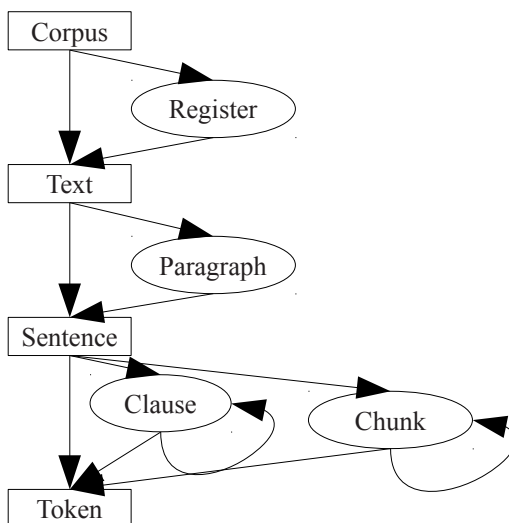 Corpus
Register
Text
Paragraph
Sentence
Clause
Chunk
Token